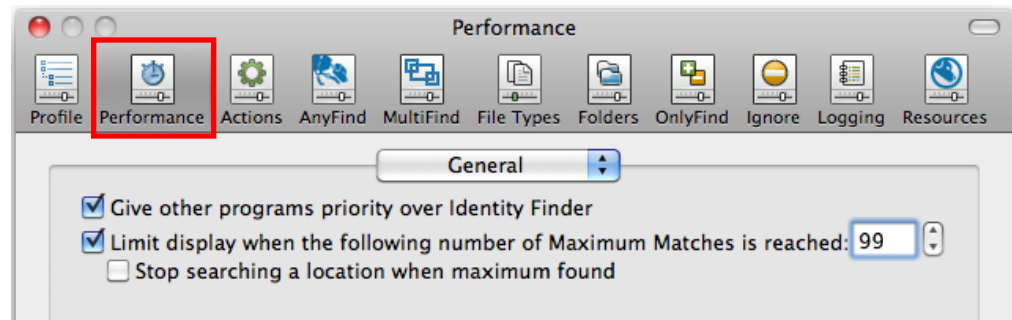 Performance
Profile Performance Actions AnyFind MultiFind File Types Folders OnlyFind Ignore Logging Resources
General
Give other programs priority over Identity Finder
Limit display when the following number of Maximum Matches is reached: 99
Stop searching a location when maximum found